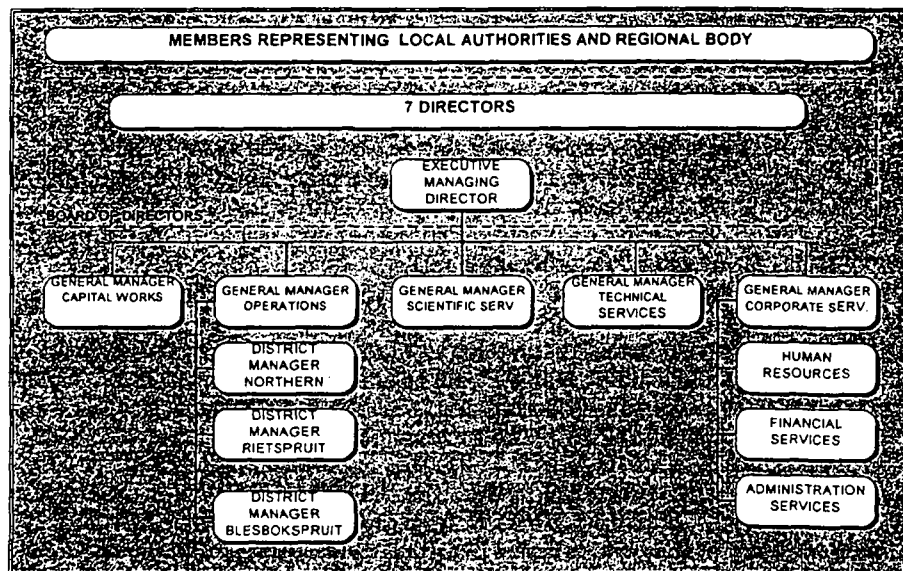 MEMBERS REPRESENTING LOCAL AUTHORITIES AND REGIONAL BODY
7 DIRECTORS
EXECUTIVE
MANAGING
DIRECTOR
BOARD OF DIRECTORS
GENERAL MANAGER
CAPITAL WORKS
GENERAL MANAGER
OPERATIONS
GENERAL MANAGER
SCIENTIFIC SERV
GENERAL MANAGER
TECHNICAL
SERVICES
GENERAL MANAGER
CORPORATE SERV.
DISTRICT
MANAGER
NORTHERN
HUMAN
RESOURCES
DISTRICT
MANAGER
RIETSPRUIT
FINANCIAL
SERVICES
DISTRICT
MANAGER
BLESBOKSPRUIT
ADMINISTRATION
SERVICES